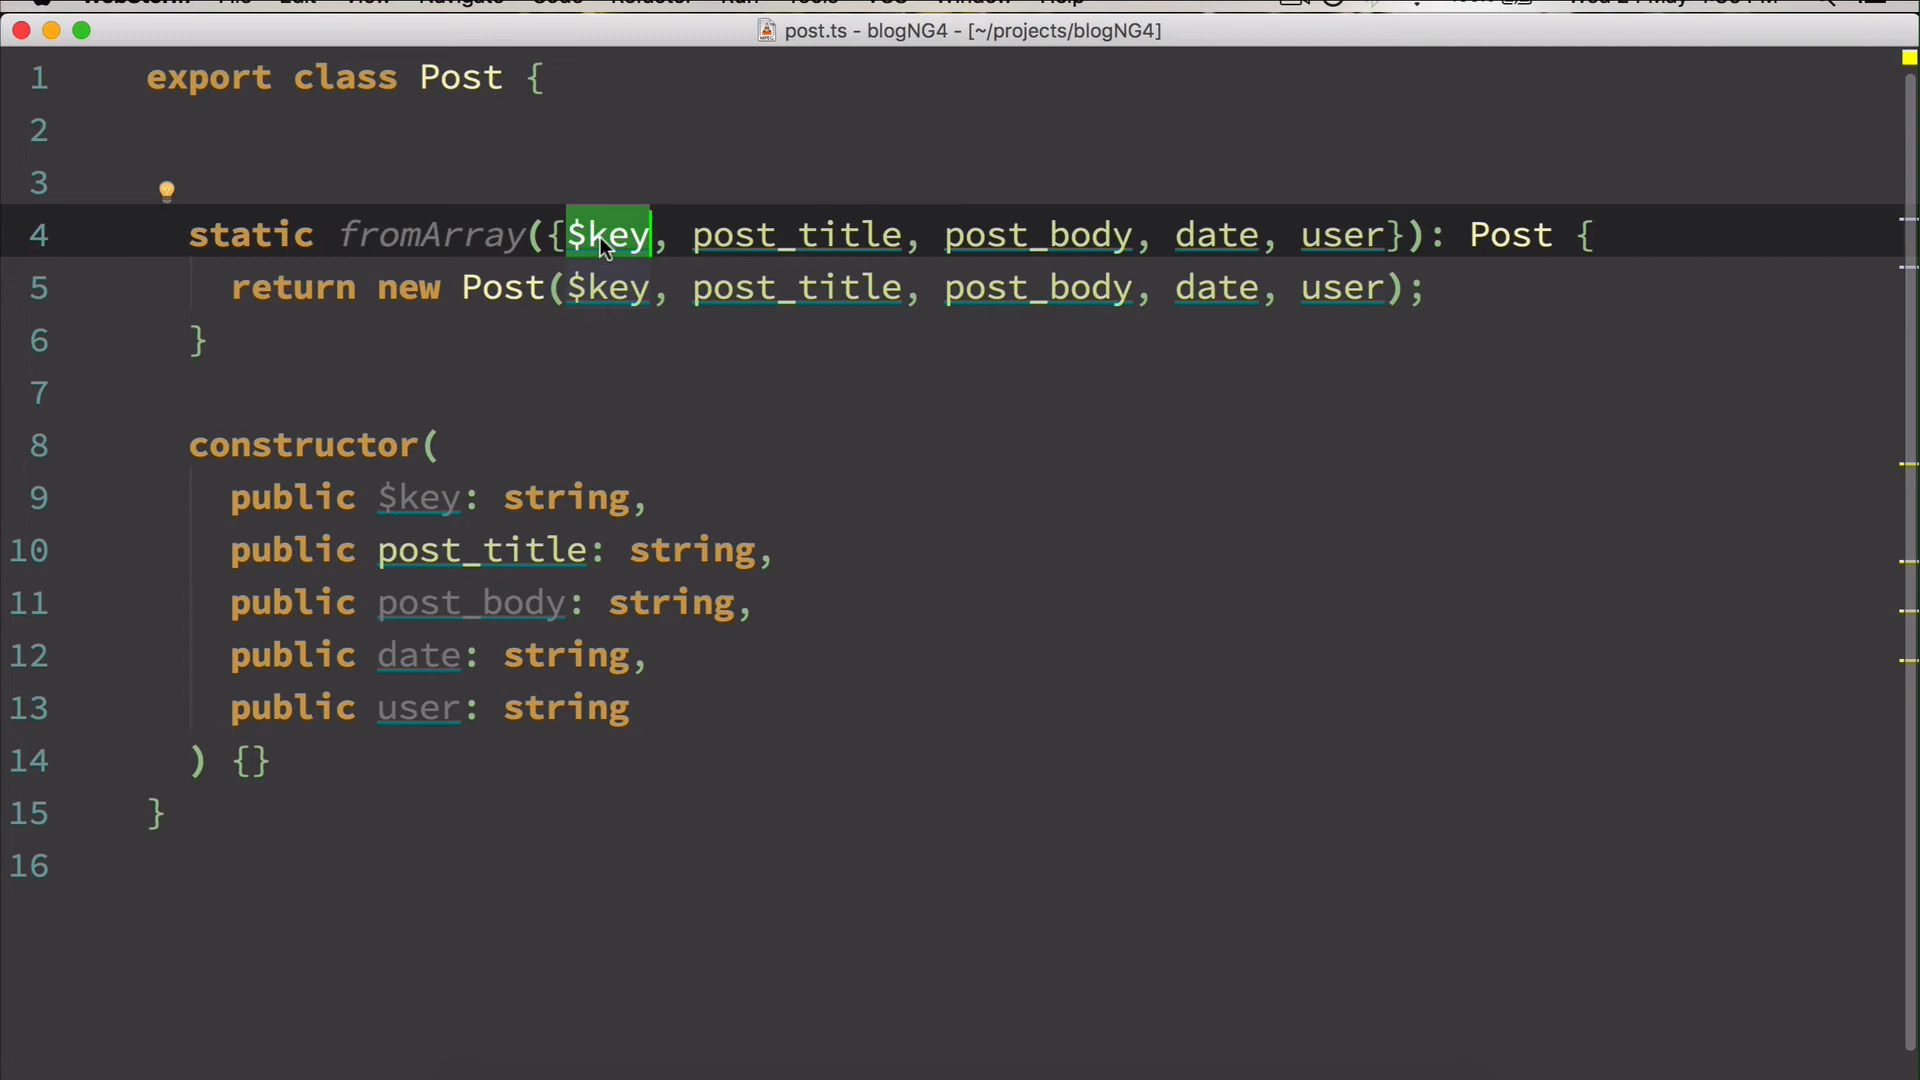 post.ts - blogNG4 - [~/projects/blogNG4]
1 export class Post {
2
3
4 static fromArray({$key, post_title, post_body, date, user}): Post {
5 return new Post($key, post_title, post_body, date, user);
6 }
7
8 constructor(
9 public $key: string,
10 public post_title: string,
11 public post_body: string,
12 public date: string,
13 public user: string
14 ) {}
15 }
16